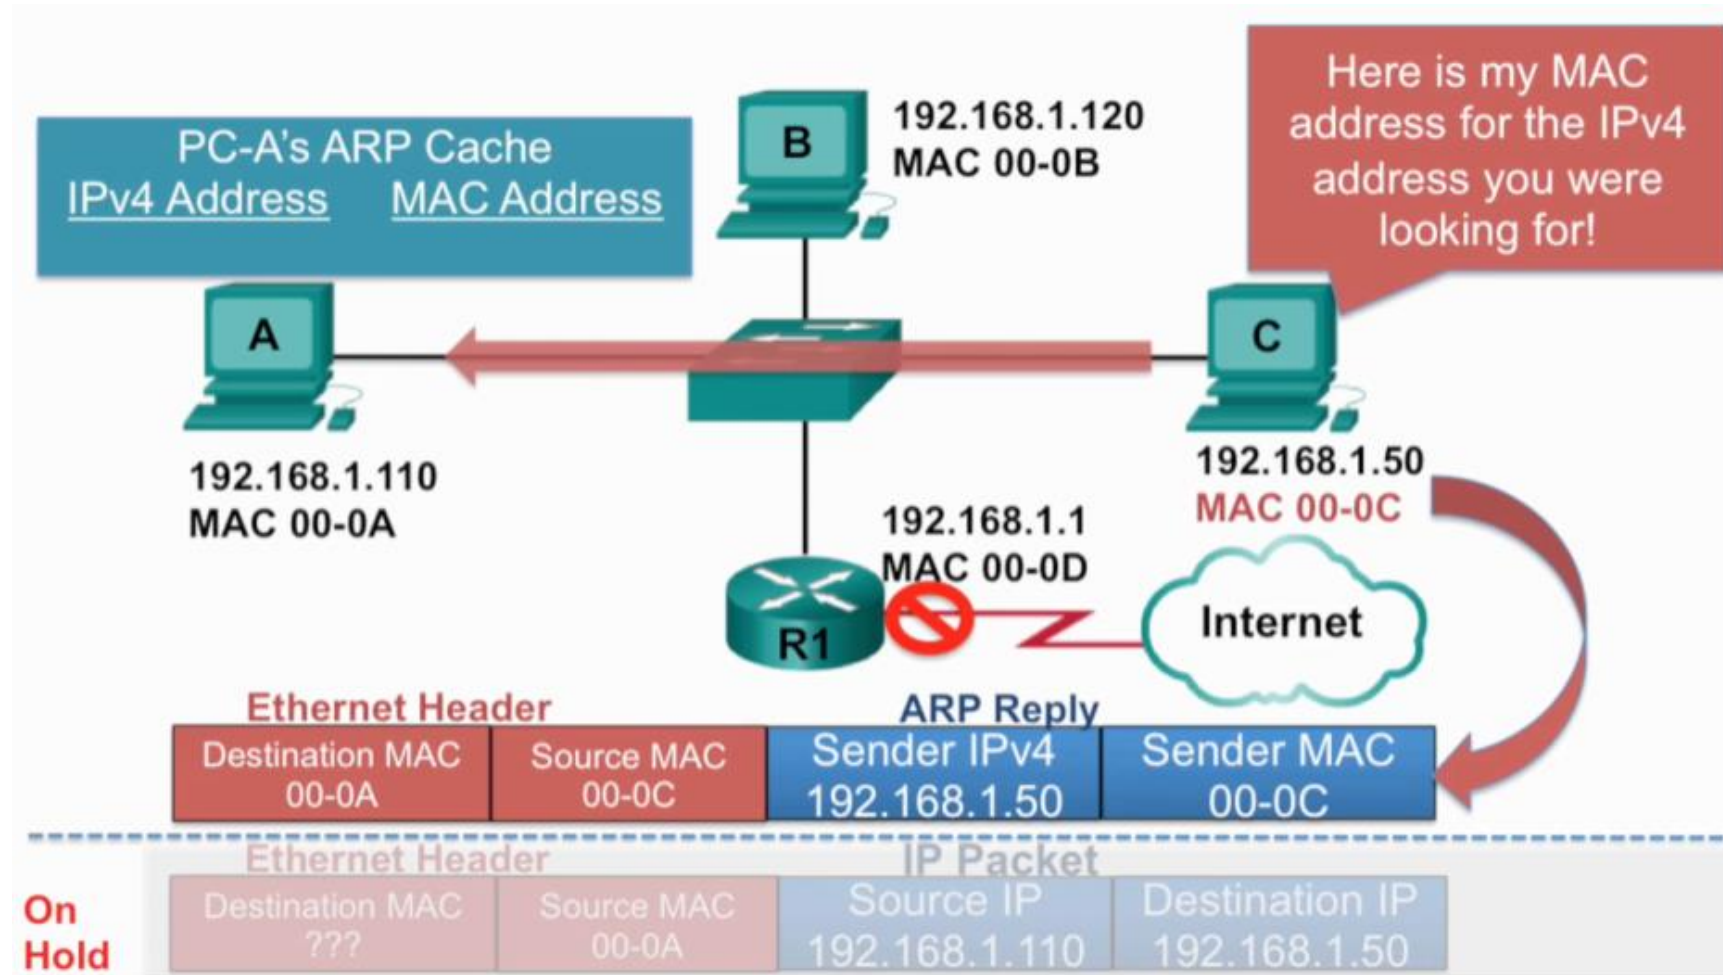 PC-A's ARP Cache
IPv4 Address MAC Address
B
192.168.1.120
MAC 00-0B
Here is my MAC
address for the IPv4
address you were
looking for!
A
192.168.1.110
MAC 00-0A
C
192.168.1.50
MAC 00-0C
192.168.1.1
MAC 00-0D
R1
Internet
Ethernet Header
ARP Reply
Destination MAC
00-0A
Source MAC
00-0C
Sender IPv4
192.168.1.50
Sender MAC
00-0C
On
Hold
Ethernet Header
IP Packet
Destination MAC
???
Source MAC
00-0A
Source IP
192.168.1.110
Destination IP
192.168.1.50